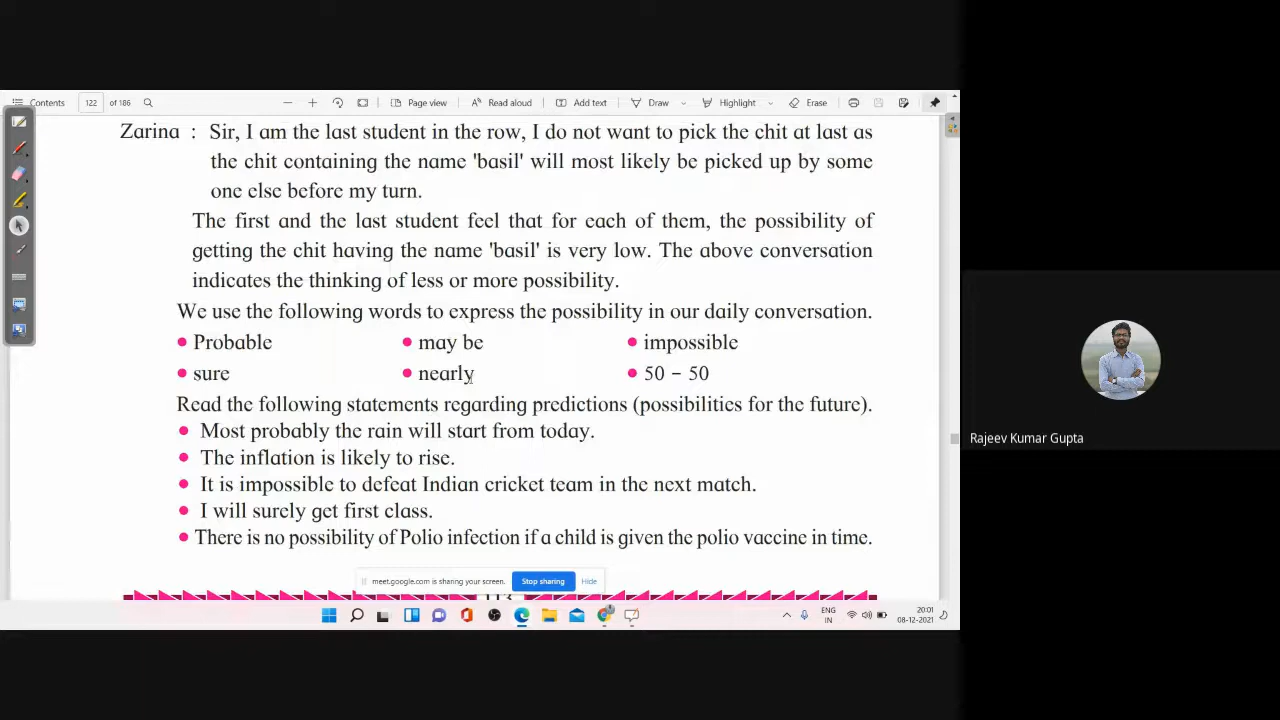 Contents 122 of 186 Page view Read aloud Add text Draw Highlight Erase
Zarina : Sir, I am the last student in the row, I do not want to pick the chit at last as
the chit containing the name 'basil' will most likely be picked up by some
one else before my turn.
The first and the last student feel that for each of them, the possibility of
getting the chit having the name 'basil' is very low. The above conversation
indicates the thinking of less or more possibility.
We use the following words to express the possibility in our daily conversation.
• Probable • may be • impossible
• sure • nearly • 50 – 50
Read the following statements regarding predictions (possibilities for the future).
• Most probably the rain will start from today.
• The inflation is likely to rise.
• It is impossible to defeat Indian cricket team in the next match.
• I will surely get first class.
• There is no possibility of Polio infection if a child is given the polio vaccine in time.
meet.google.com is sharing your screen. Stop sharing Hide
ENG
IN
20:01
08-12-2021
Rajeev Kumar Gupta